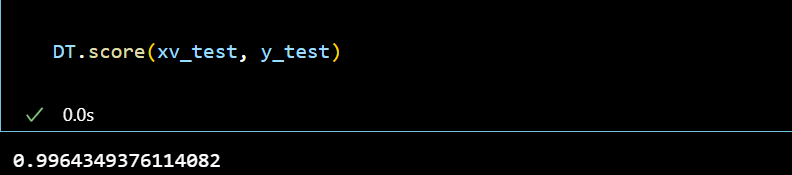 DT.score(xv_test, y_test)
0.0s
0.9964349376114082